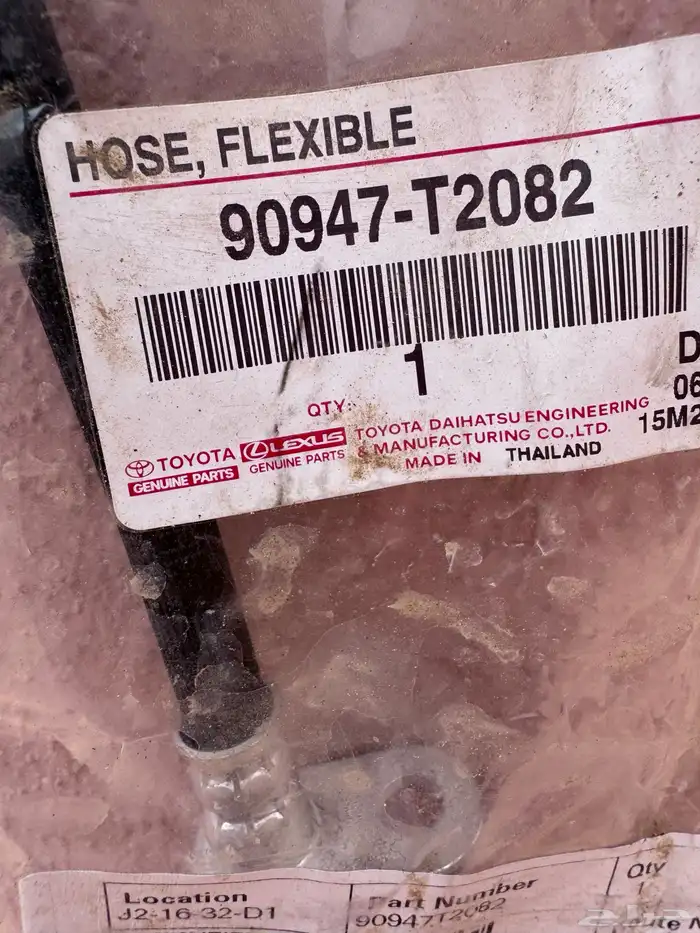 HOSE, FLEXIBLE
90947-T2082
1
QTY
D
06
15M2
TOYOTA
GENUINE PARTS
LEXUS
GENUINE PARTS
TOYOTA DAIHATSU ENGINEERING
& MANUFACTURING CO.,LTD.
MADE IN THAILAND
Location
J2-16-32-D1
Part Number
90947T2082
Qty
1